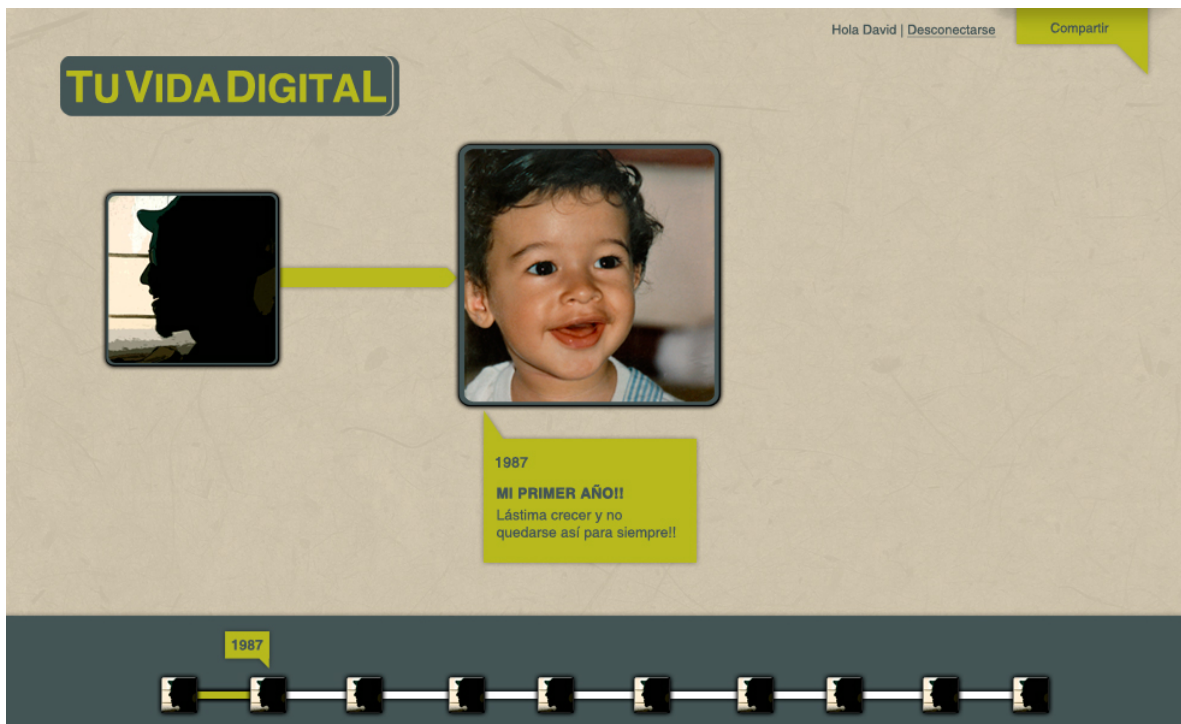 Hola David | Desconectarse
Compartir
TU VIDA DIGITAL
1987
MI PRIMER AÑO!!
Lástima crecer y no
quedarse así para siempre!!
1987